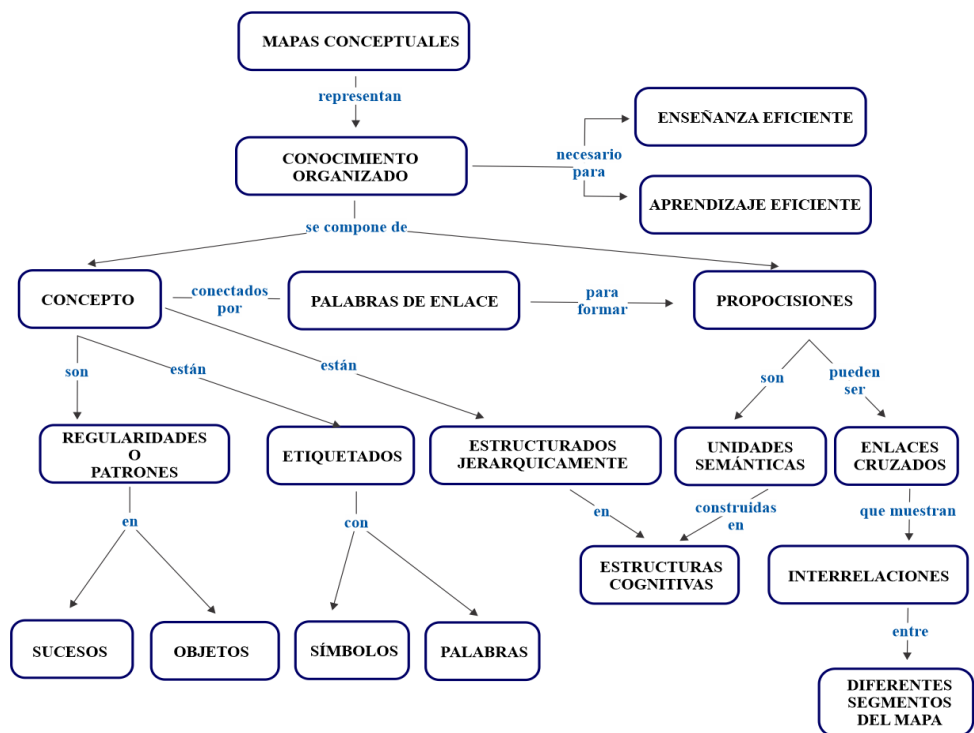 MAPAS CONCEPTUALES
representan
ENSEÑANZA EFICIENTE
CONOCIMIENTO
ORGANIZADO
necesario
para
APRENDIZAJE EFICIENTE
se compone de
CONCEPTO
conectados
por
PALABRAS DE ENLACE
para
formar
PROPOCISIONES
son
están
están
son
pueden
ser
REGULARIDADES
O
PATRONES
ETIQUETADOS
ESTRUCTURADOS
JERARQUICAMENTE
UNIDADES
SEMÁNTICAS
ENLACES
CRUZADOS
en
con
en
construidas
en
que muestran
ESTRUCTURAS
COGNITIVAS
INTERRELACIONES
SUCESOS
OBJETOS
SÍMBOLOS
PALABRAS
entre
DIFERENTES
SEGMENTOS
DEL MAPA